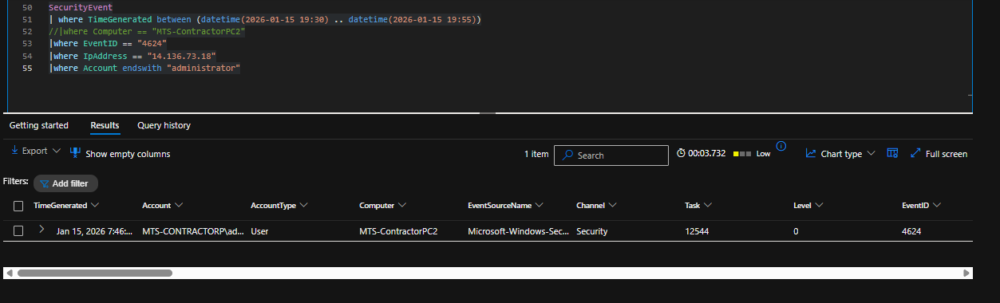 50 SecurityEvent
51 | where TimeGenerated between (datetime(2026-01-15 19:30) .. datetime(2026-01-15 19:55))
52 //|where Computer == "MTS-ContractorPC2"
53 |where EventID == "4624"
54 |where IpAddress == "14.136.73.18"
55 |where Account endswith "administrator"
Getting started Results Query history
Export Show empty columns 1 item Search 00:03.732 Low Chart type Full screen
Filters: Add filter
TimeGenerated Account AccountType Computer EventSourceName Channel Task Level EventID
Jan 15, 2026 7:46:... MTS-CONTRACTORP\ad... User MTS-ContractorPC2 Microsoft-Windows-Sec... Security 12544 0 4624